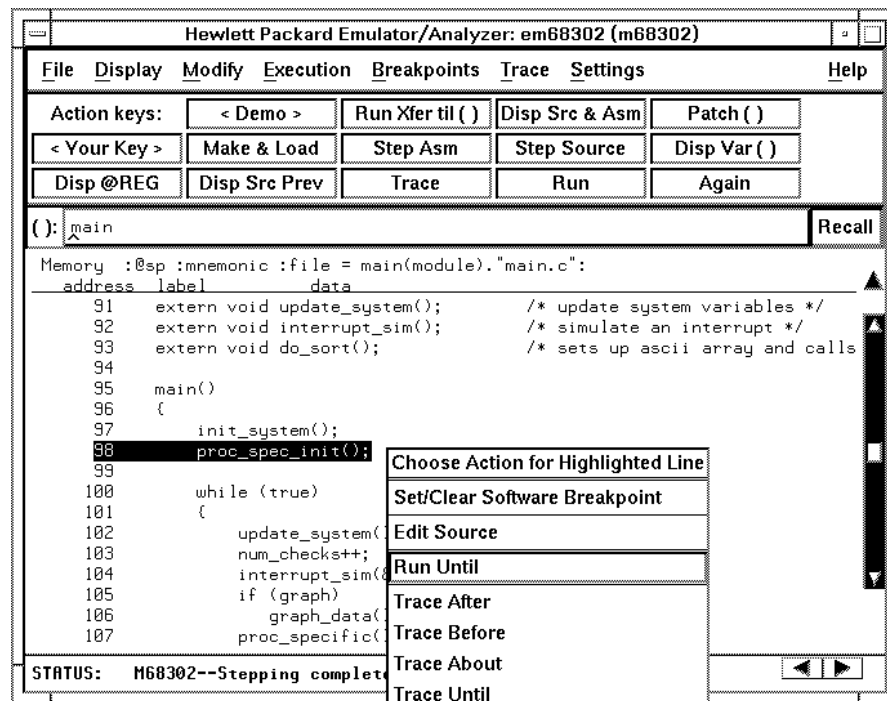 Hewlett Packard Emulator/Analyzer: em68302 (m68302)
File Display Modify Execution Breakpoints Trace Settings Help
Action keys: < Demo > Run Xfer til ( ) Disp Src & Asm Patch ( )
< Your Key > Make & Load Step Asm Step Source Disp Var ( )
Disp @REG Disp Src Prev Trace Run Again
( ): main Recall
Memory :@sp :mnemonic :file = main(module)."main.c":
address label data
91 extern void update_system(); /* update system variables */
92 extern void interrupt_sim(); /* simulate an interrupt */
93 extern void do_sort(); /* sets up ascii array and calls
94
95 main()
96 {
97 init_system();
98 proc_spec_init();
99
100 while (true)
101 {
102 update_system(
103 num_checks++;
104 interrupt_sim(&
105 if (graph)
106 graph_data(
107 proc_specific(
Choose Action for Highlighted Line
Set/Clear Software Breakpoint
Edit Source
Run Until
Trace After
Trace Before
Trace About
Trace Until
STATUS: M68302--Stepping complete